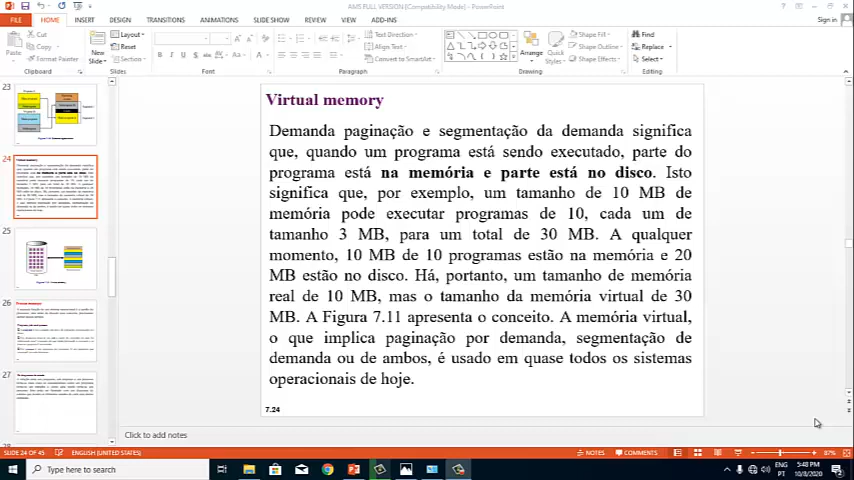 AMS FULL VERSION [Compatibility Mode] - PowerPoint
FILE HOME INSERT DESIGN TRANSITIONS ANIMATIONS SLIDE SHOW REVIEW VIEW ADD-INS Sign in
Cut
Copy
Format Painter
Paste
Clipboard
New
Slide
Layout
Reset
Section
Slides
Font
Text Direction
Align Text
Convert to SmartArt
Paragraph
Arrange
Quick
Styles
Shape Fill
Shape Outline
Shape Effects
Drawing
Find
Replace
Select
Editing
23
24
25
26
27
28
Virtual memory
Demanda paginação e segmentação da demanda significa
que, quando um programa está sendo executado, parte do
programa está na memória e parte está no disco. Isto
significa que, por exemplo, um tamanho de 10 MB de
memória pode executar programas de 10, cada um de
tamanho 3 MB, para um total de 30 MB. A qualquer
momento, 10 MB de 10 programas estão na memória e 20
MB estão no disco. Há, portanto, um tamanho de memória
real de 10 MB, mas o tamanho da memória virtual de 30
MB. A Figura 7.11 apresenta o conceito. A memória virtual,
o que implica paginação por demanda, segmentação de
demanda ou de ambos, é usado em quase todos os sistemas
operacionais de hoje.
7.24
Click to add notes
SLIDE 24 OF 45 ENGLISH (UNITED STATES) NOTES COMMENTS 87%
Type here to search
ENG
PT
5:48 PM
10/8/2020